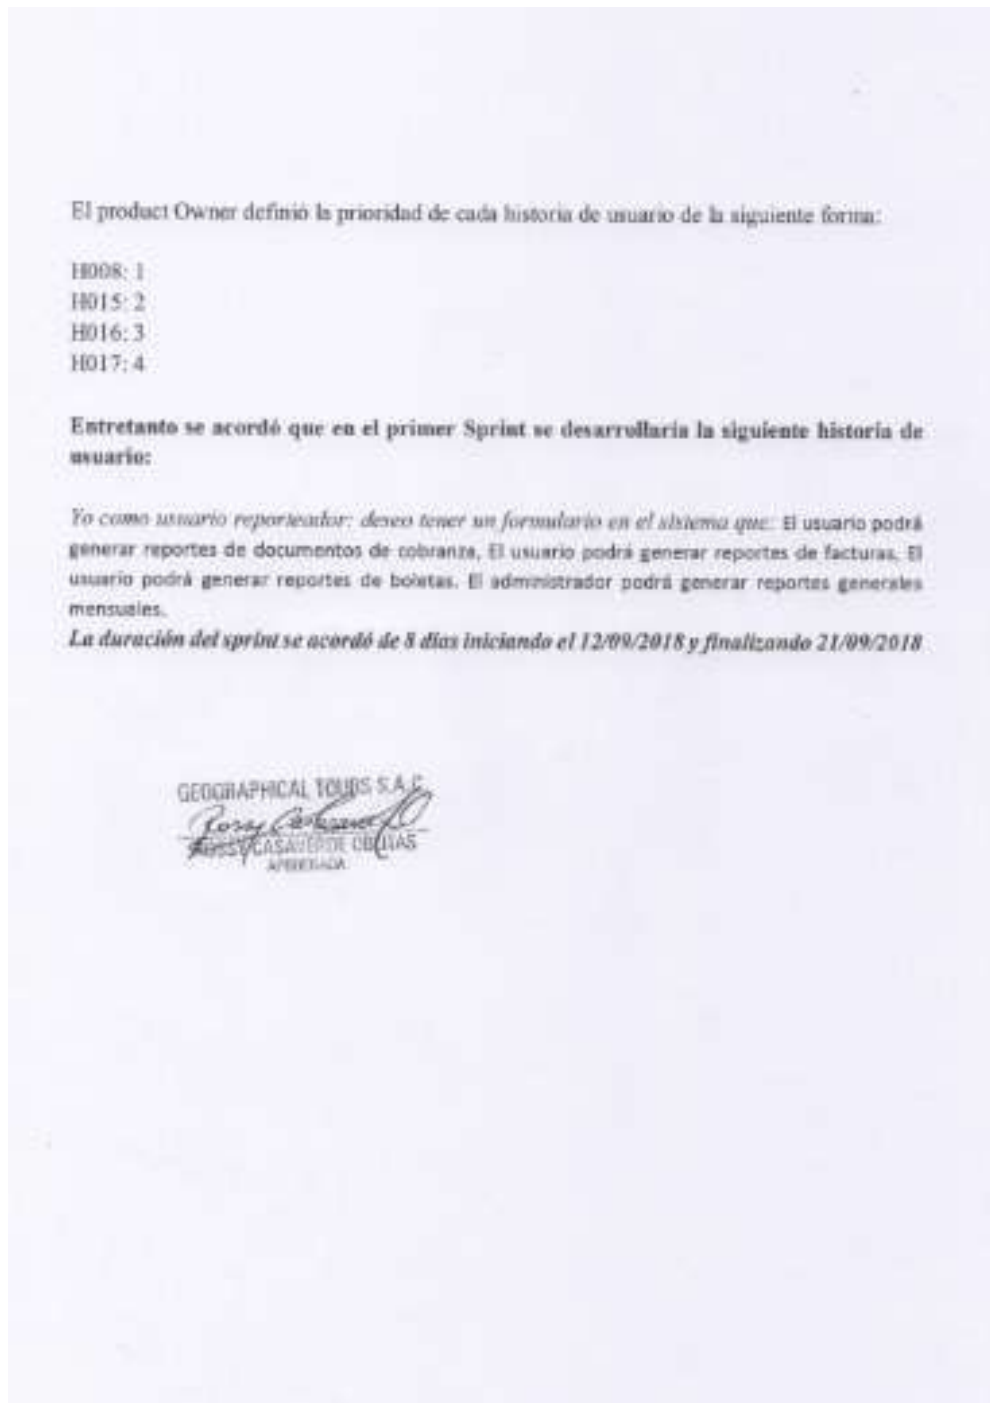 El product Owner definió la prioridad de cada historia de usuario de la siguiente forma:
H008: 1
H015: 2
H016: 3
H017: 4
Entretanto se acordó que en el primer Sprint se desarrollaría la siguiente historia de
usuario:
Yo como usuario reporteador: deseo tener un formulario en el sistema que: El usuario podrá
generar reportes de documentos de cobranza, El usuario podrá generar reportes de facturas, El
usuario podrá generar reportes de boletas. El administrador podrá generar reportes generales
mensuales.
La duración del sprint se acordó de 8 días iniciando el 12/09/2018 y finalizando 21/09/2018
GEOGRAPHICAL TOURS S.A.C.
CASAVERDE